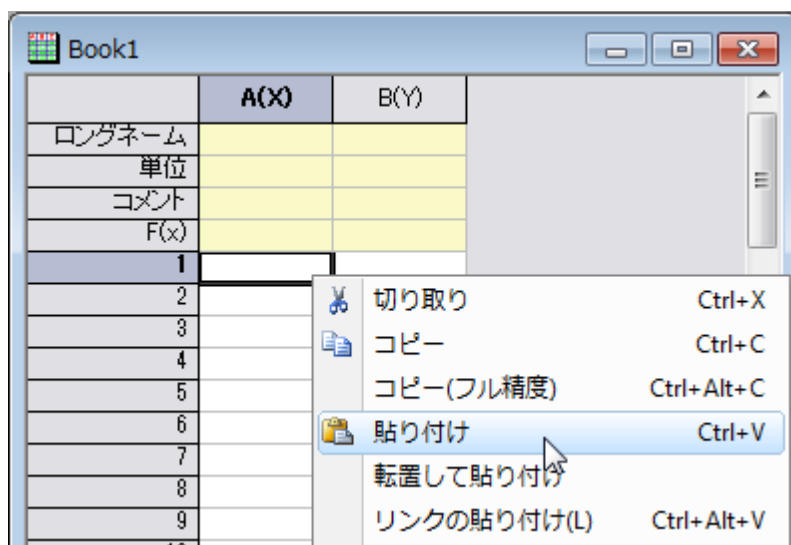 Book1
A(X) B(Y)
ロングネーム
単位
コメント
F(x)
1
2
3
4
5
6
7
8
9
切り取り Ctrl+X
コピー Ctrl+C
コピー(フル精度) Ctrl+Alt+C
貼り付け Ctrl+V
転置して貼り付け
リンクの貼り付け(L) Ctrl+Alt+V